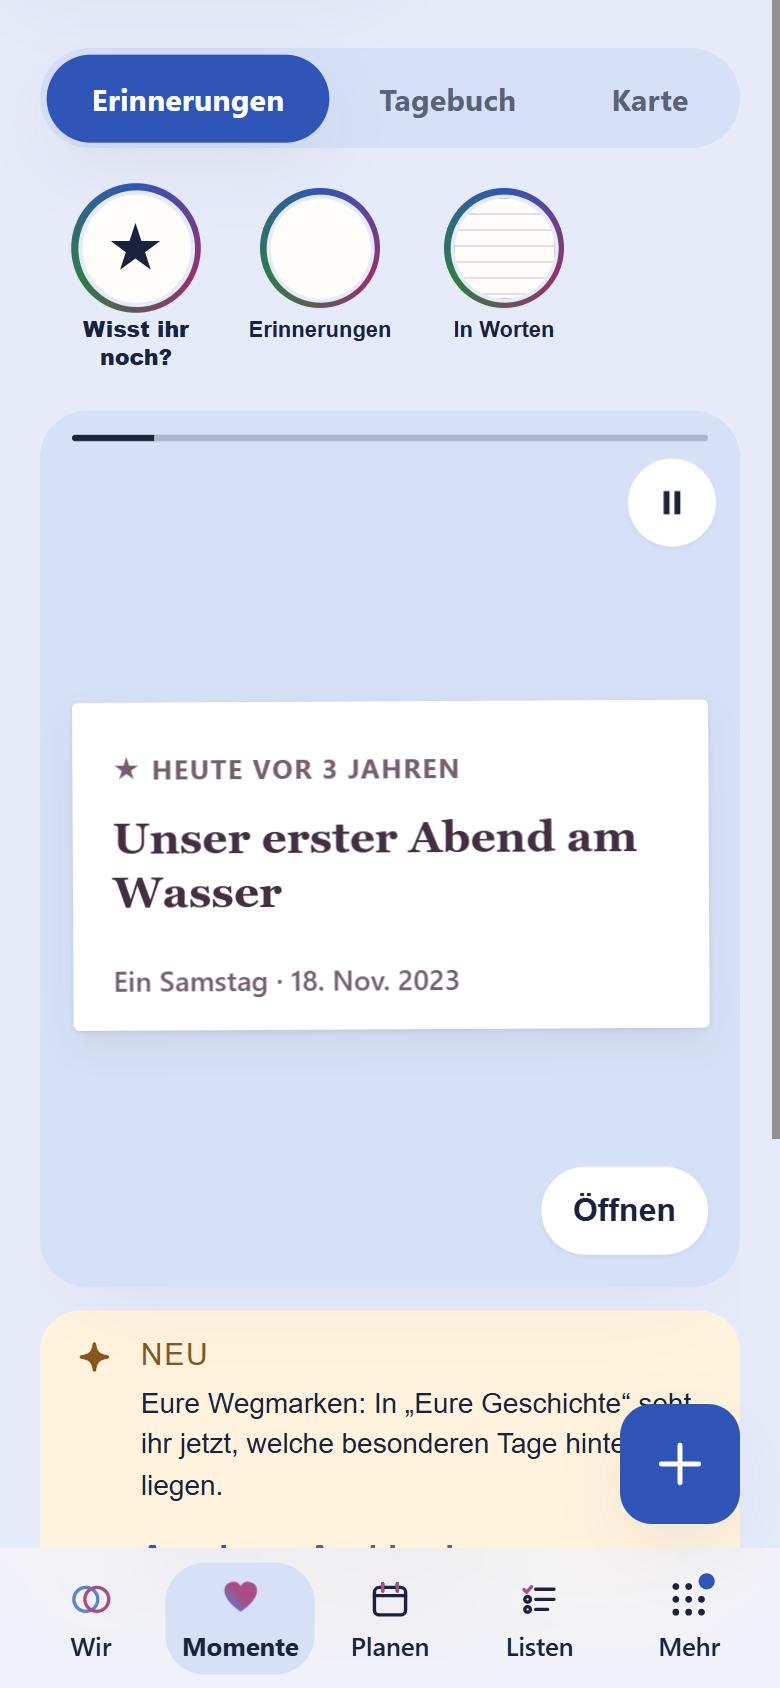 Erinnerungen Tagebuch Karte
Wisst ihr noch?
Erinnerungen
In Worten
HEUTE VOR 3 JAHREN
Unser erster Abend am
Wasser
Ein Samstag · 18. Nov. 2023
Öffnen
NEU
Eure Wegmarken: In „Eure Geschichte“ seht
ihr jetzt, welche besonderen Tage
liegen.
Wir Momente Planen Listen Mehr